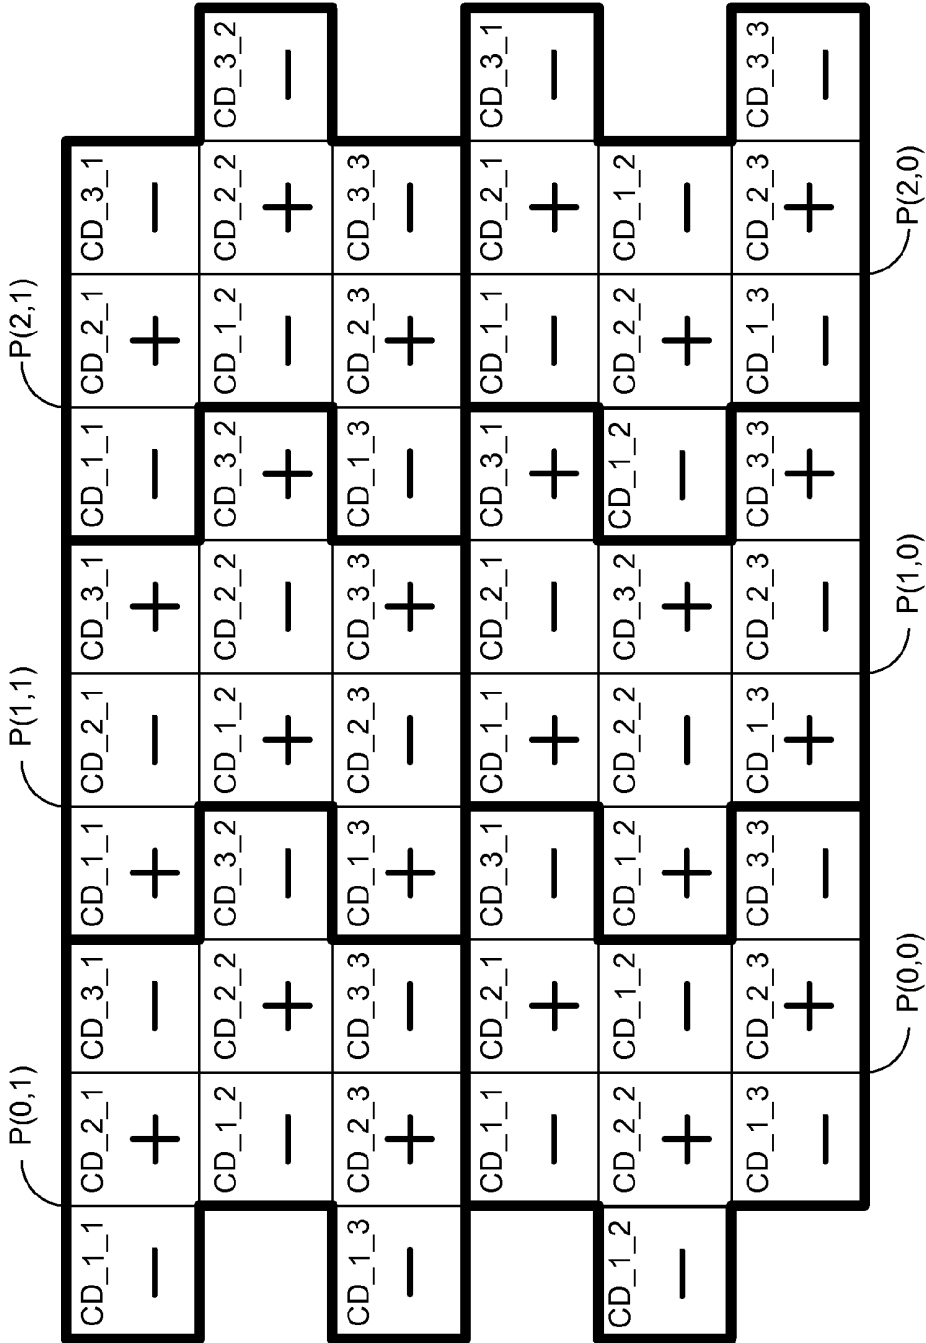 P(0,1) P(1,1) P(2,1)
CD_1_1 CD_2_1 CD_3_1 CD_1_1 CD_2_1 CD_3_1 CD_1_1 CD_2_1 CD_3_1
− + − + − + − + −
CD_1_2 CD_2_2 CD_3_2 CD_1_2 CD_2_2 CD_3_2 CD_1_2 CD_2_2 CD_3_2
− + − + − + − + −
CD_1_3 CD_2_3 CD_3_3 CD_1_3 CD_2_3 CD_3_3 CD_1_3 CD_2_3 CD_3_3
− + − + − + − + −
CD_1_1 CD_2_1 CD_3_1 CD_1_1 CD_2_1 CD_3_1 CD_1_1 CD_2_1 CD_3_1
− + − + − + − + −
CD_1_2 CD_2_2 CD_1_2 CD_1_2 CD_2_2 CD_3_2 CD_1_2 CD_2_2 CD_1_2
− + − + − + − + −
CD_1_3 CD_2_3 CD_3_3 CD_1_3 CD_2_3 CD_3_3 CD_1_3 CD_2_3 CD_3_3
− + − + − + − + −
P(0,0) P(1,0) P(2,0)